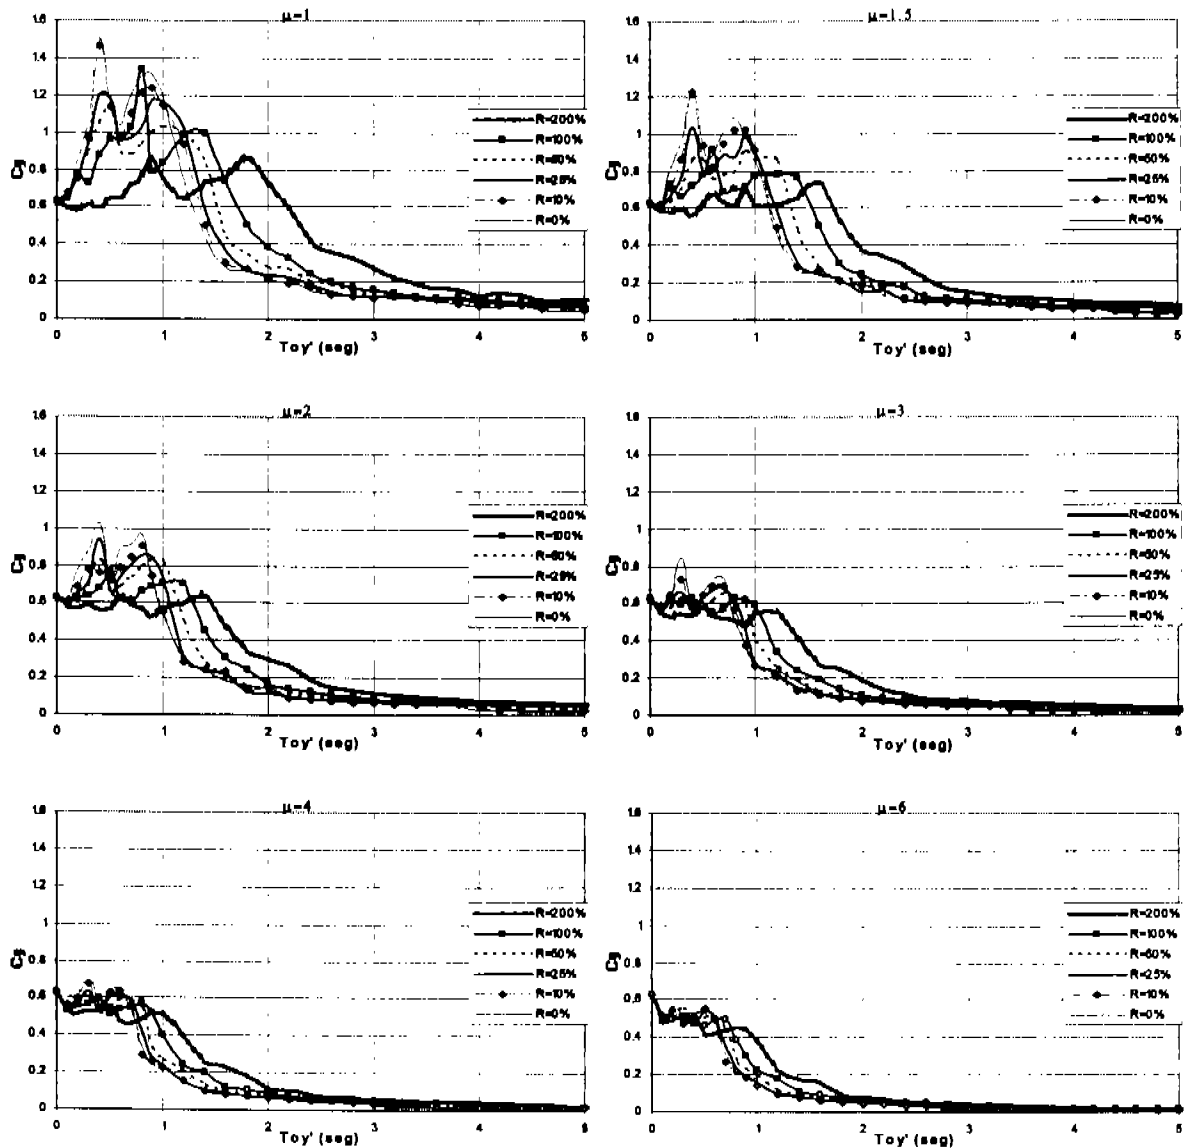 μ=1
1.6
1.4
1.2
1
0.8
0.6
0.4
0.2
0
Cy
0 1 2 3 4 5
Toy' (seg)
R=200%
R=100%
R=50%
R=25%
R=10%
R=0%
μ=1.5
1.6
1.4
1.2
1
0.8
0.6
0.4
0.2
0
Cy
0 1 2 3 4 5
Toy' (seg)
R=200%
R=100%
R=50%
R=25%
R=10%
R=0%
μ=2
1.6
1.4
1.2
1
0.8
0.6
0.4
0.2
0
Cy
0 1 2 3 4 5
Toy' (seg)
R=200%
R=100%
R=50%
R=25%
R=10%
R=0%
μ=3
1.6
1.4
1.2
1
0.8
0.6
0.4
0.2
0
Cy
0 1 2 3 4 5
Toy' (seg)
R=200%
R=100%
R=50%
R=25%
R=10%
R=0%
μ=4
1.6
1.4
1.2
1
0.8
0.6
0.4
0.2
0
Cy
0 1 2 3 4 5
Toy' (seg)
R=200%
R=100%
R=50%
R=25%
R=10%
R=0%
μ=6
1.6
1.4
1.2
1
0.8
0.6
0.4
0.2
0
Cy
0 1 2 3 4 5
Toy' (seg)
R=200%
R=100%
R=50%
R=25%
R=10%
R=0%